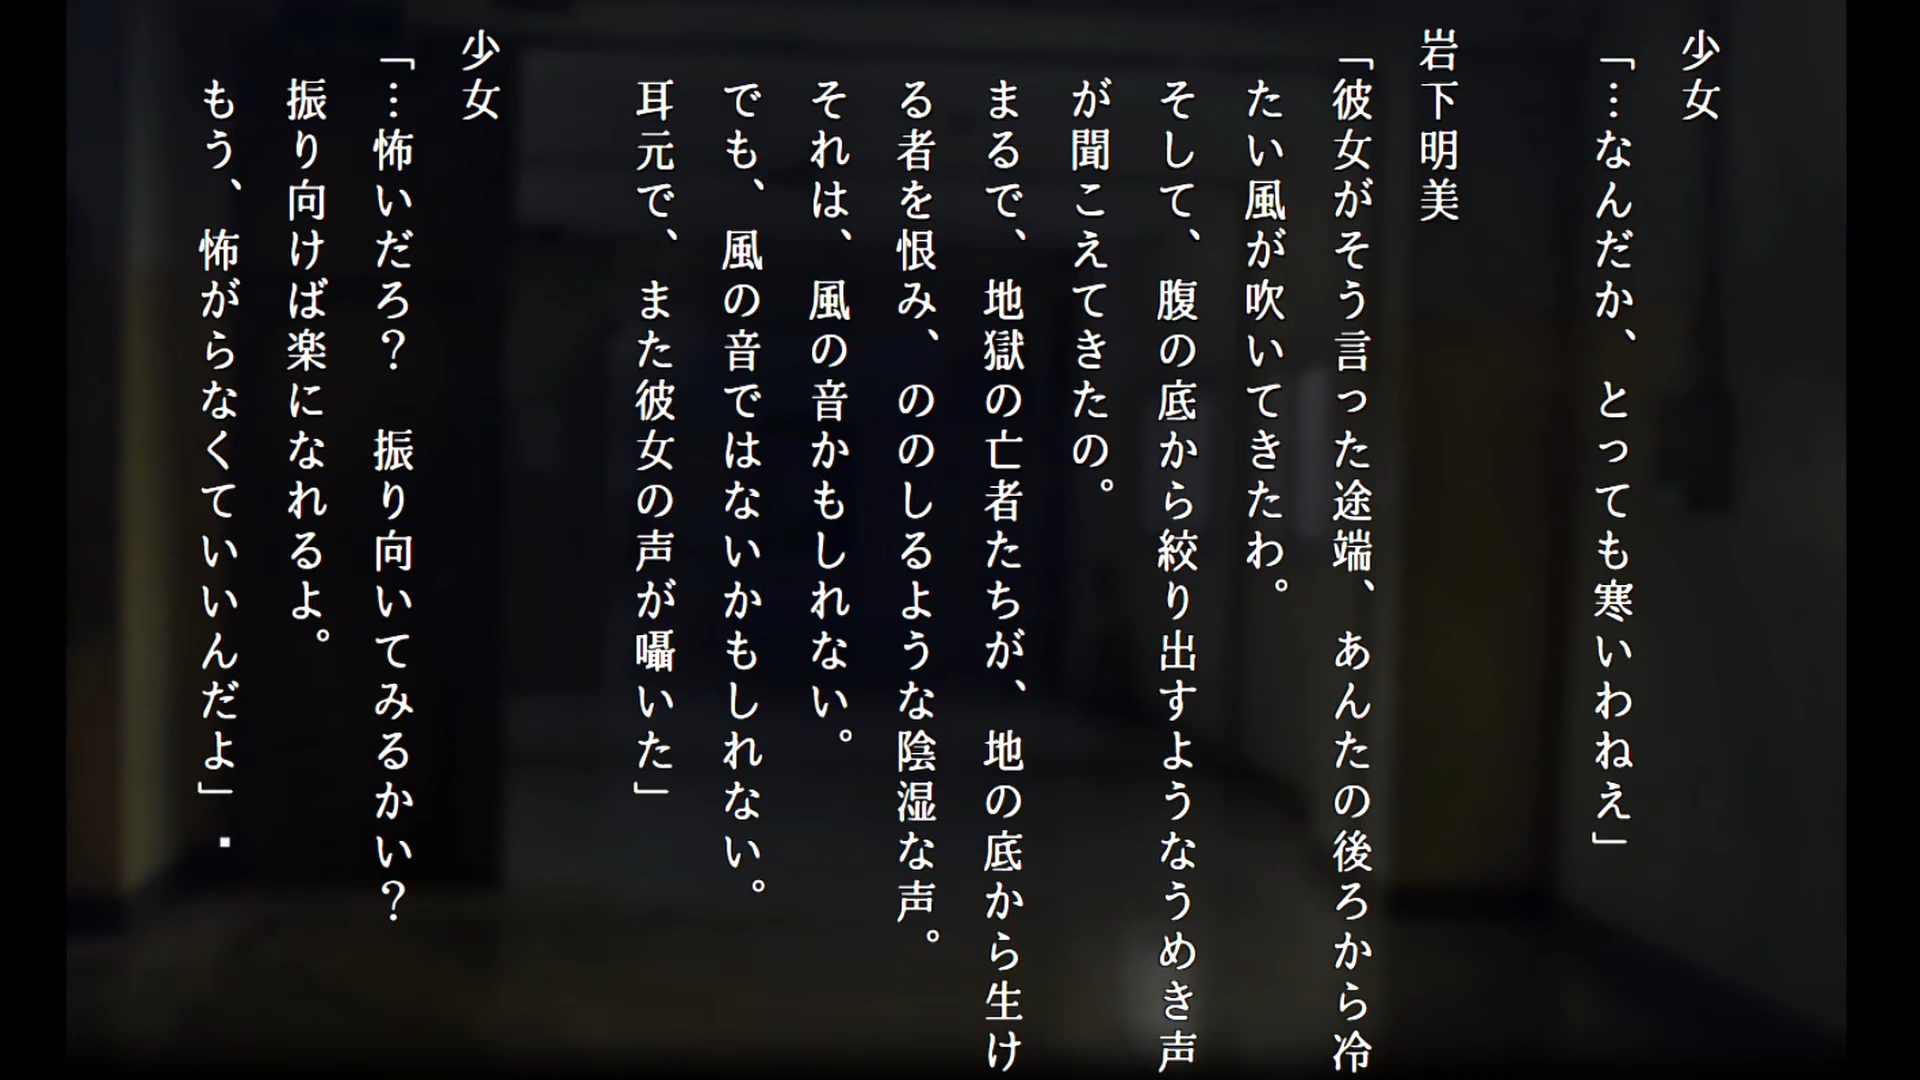 少女
「…なんだか、とっても寒いわねえ」
岩下明美
「彼女がそう言った途端、あんたの後ろから冷
たい風が吹いてきたわ。
そして、腹の底から絞り出すようなうめき声
が聞こえてきたの。
まるで、地獄の亡者たちが、地の底から生け
る者を恨み、ののしるような陰湿な声。
それは、風の音かもしれない。
でも、風の音ではないかもしれない。
耳元で、また彼女の声が囁いた」
少女
「…怖いだろ？　振り向いてみるかい？
振り向けば楽になれるよ。
もう、怖がらなくていいんだよ」